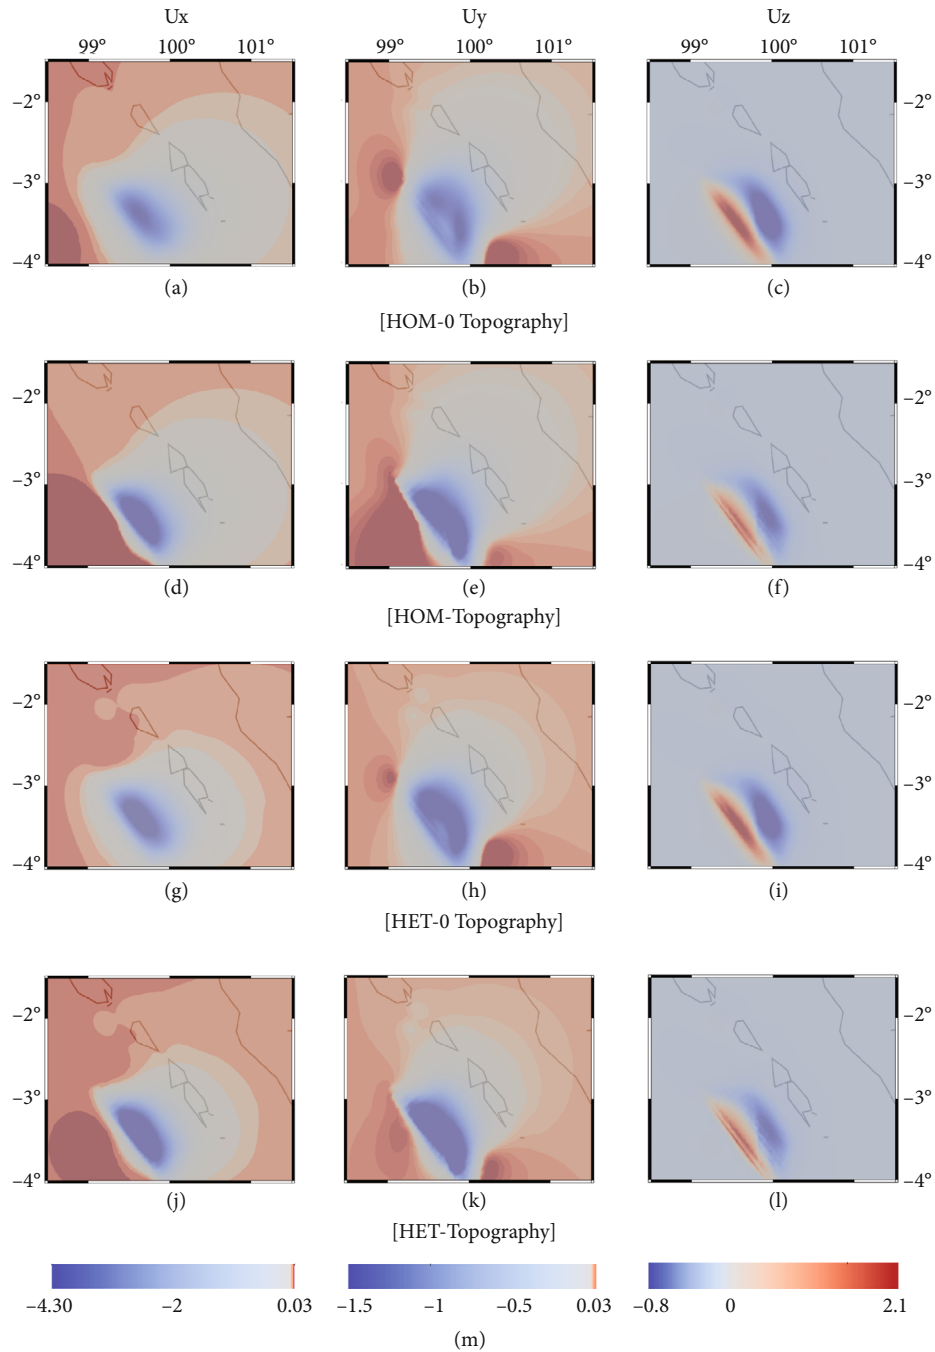 Ux Uy Uz
99° 100° 101° 99° 100° 101° 99° 100° 101°
–2° –2°
–3° –3°
–4° –4°
(a) (b) (c)
[HOM-0 Topography]
–2° –2°
–3° –3°
–4° –4°
(d) (e) (f)
[HOM-Topography]
–2° –2°
–3° –3°
–4° –4°
(g) (h) (i)
[HET-0 Topography]
–2° –2°
–3° –3°
–4° –4°
(j) (k) (l)
[HET-Topography]
–4.30 –2 0.03 –1.5 –1 –0.5 0.03 –0.8 0 2.1
(m)